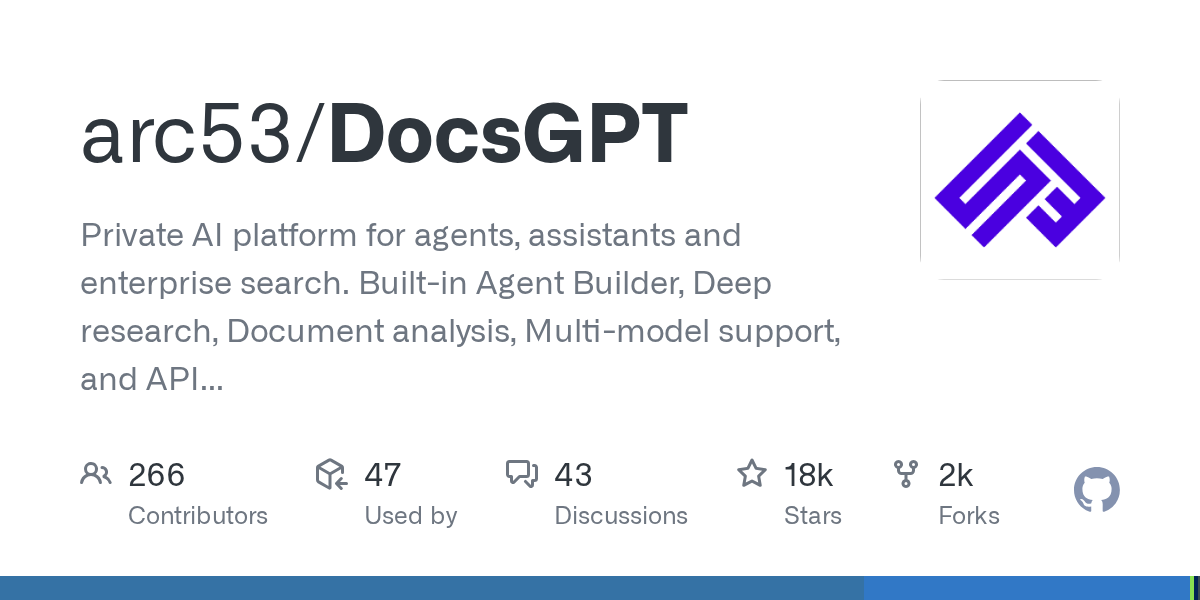 arc53/DocsGPT
Private AI platform for agents, assistants and
enterprise search. Built-in Agent Builder, Deep
research, Document analysis, Multi-model support,
and API...
266
Contributors
47
Used by
43
Discussions
18k
Stars
2k
Forks